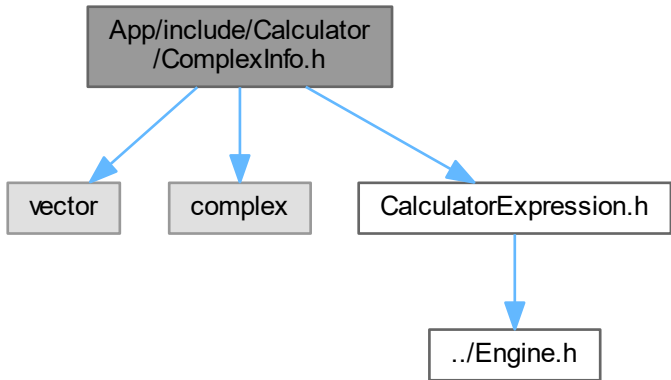 App/include/Calculator
/ComplexInfo.h
vector
complex
CalculatorExpression.h
../Engine.h